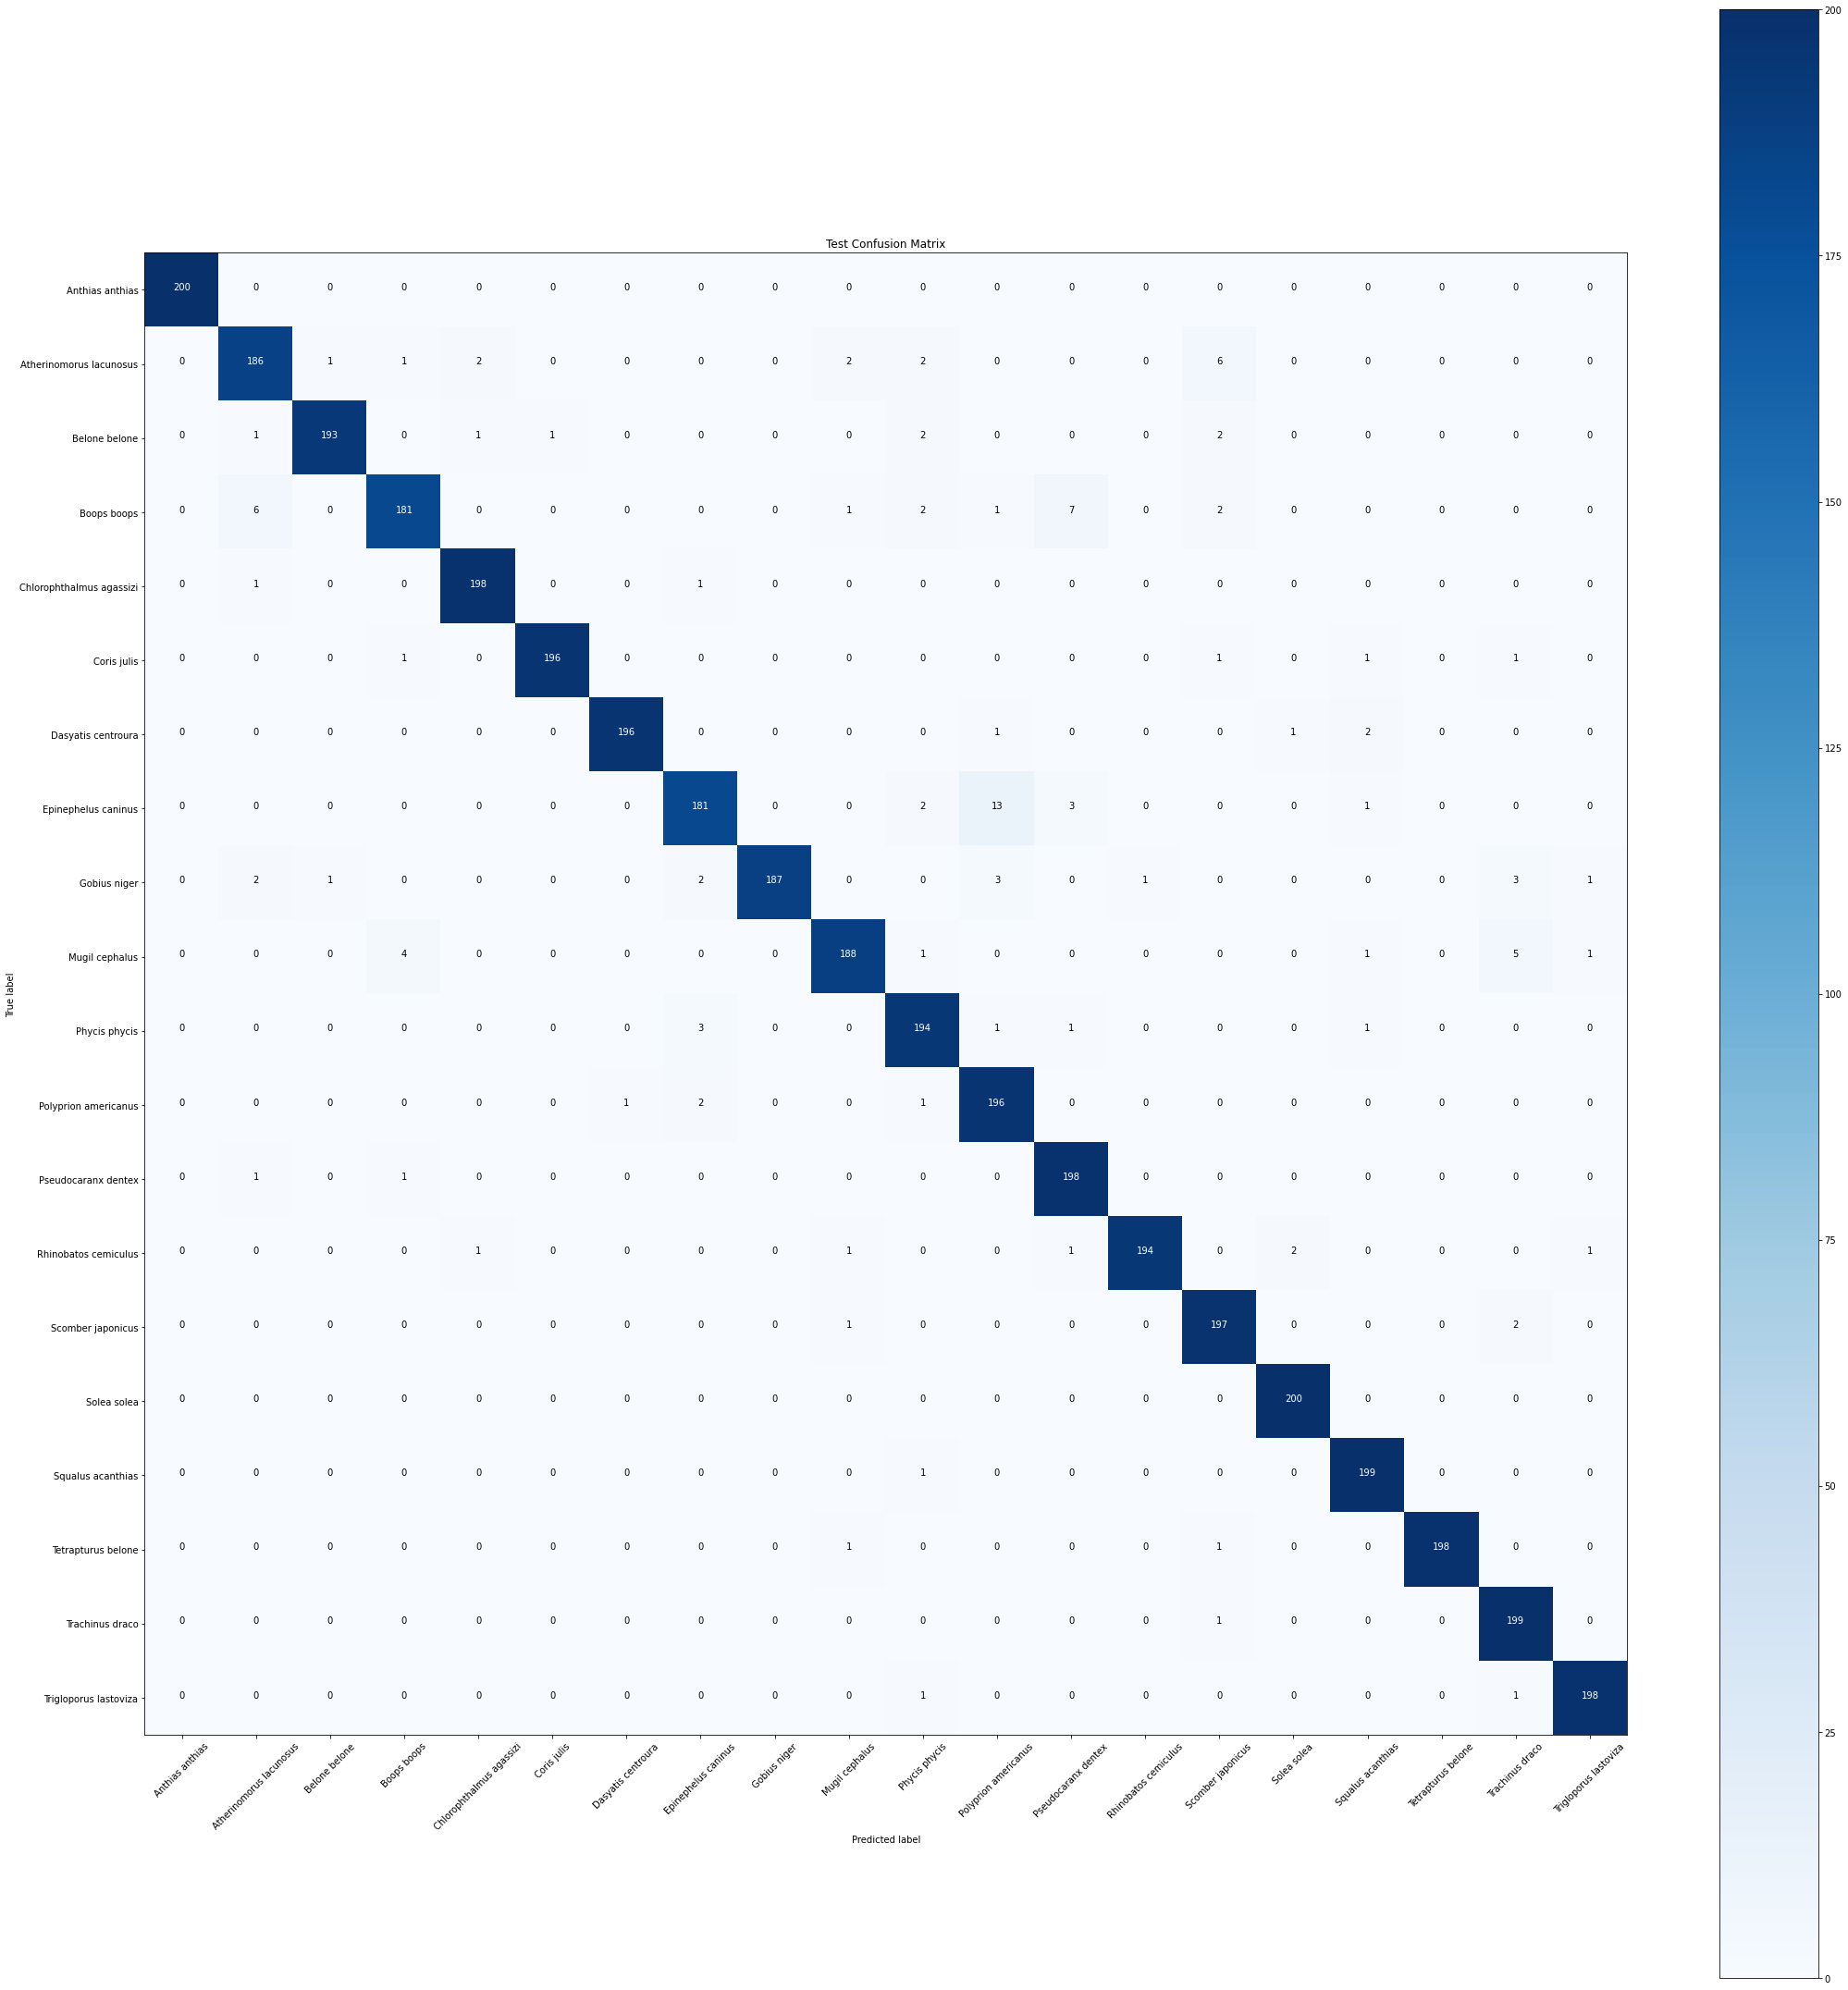 Test Confusion Matrix
Anthias anthias 200 0 0 0 0 0 0 0 0 0 0 0 0 0 0 0 0 0 0 0
Atherinomorus lacunosus 0 186 1 1 2 0 0 0 0 2 2 0 0 0 6 0 0 0 0 0
Belone belone 0 1 193 0 1 1 0 0 0 0 2 0 0 0 2 0 0 0 0 0
Boops boops 0 6 0 181 0 0 0 0 0 1 2 1 7 0 2 0 0 0 0 0
Chlorophthalmus agassizi 0 1 0 0 198 0 0 1 0 0 0 0 0 0 0 0 0 0 0 0
Coris julis 0 0 0 1 0 196 0 0 0 0 0 0 0 0 1 0 1 0 1 0
Dasyatis centroura 0 0 0 0 0 0 196 0 0 0 0 1 0 0 0 1 2 0 0 0
Epinephelus caninus 0 0 0 0 0 0 0 181 0 0 2 13 3 0 0 0 1 0 0 0
Gobius niger 0 2 1 0 0 0 0 2 187 0 0 3 0 1 0 0 0 0 3 1
Mugil cephalus 0 0 0 4 0 0 0 0 0 188 1 0 0 0 0 0 1 0 5 1
Phycis phycis 0 0 0 0 0 0 0 3 0 0 194 1 1 0 0 0 1 0 0 0
Polyprion americanus 0 0 0 0 0 0 1 2 0 0 1 196 0 0 0 0 0 0 0 0
Pseudocaranx dentex 0 1 0 1 0 0 0 0 0 0 0 0 198 0 0 0 0 0 0 0
Rhinobatos cemiculus 0 0 0 0 1 0 0 0 0 1 0 0 1 194 0 2 0 0 0 1
Scomber japonicus 0 0 0 0 0 0 0 0 0 1 0 0 0 0 197 0 0 0 2 0
Solea solea 0 0 0 0 0 0 0 0 0 0 0 0 0 0 0 200 0 0 0 0
Squalus acanthias 0 0 0 0 0 0 0 0 0 0 1 0 0 0 0 0 199 0 0 0
Tetrapturus belone 0 0 0 0 0 0 0 0 0 1 0 0 0 0 1 0 0 198 0 0
Trachinus draco 0 0 0 0 0 0 0 0 0 0 0 0 0 0 1 0 0 0 199 0
Trigloporus lastoviza 0 0 0 0 0 0 0 0 0 0 1 0 0 0 0 0 0 0 1 198
True label
Anthias anthias
Atherinomorus lacunosus
Belone belone
Boops boops
Chlorophthalmus agassizi
Coris julis
Dasyatis centroura
Epinephelus caninus
Gobius niger
Mugil cephalus
Phycis phycis
Polyprion americanus
Pseudocaranx dentex
Rhinobatos cemiculus
Scomber japonicus
Solea solea
Squalus acanthias
Tetrapturus belone
Trachinus draco
Trigloporus lastoviza
Predicted label
200
175
150
125
100
75
50
25
0